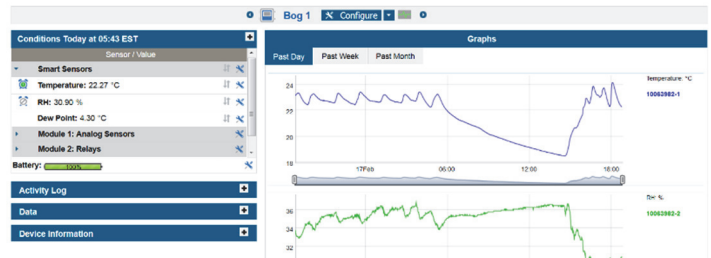 Bog 1 Configure
Conditions Today at 05:43 EST
Sensor / Value
Smart Sensors
Temperature: 22.27 °C
RH: 30.90 %
Dew Point: 4.30 °C
Module 1: Analog Sensors
Module 2: Relays
Battery: 100%
Activity Log
Data
Device Information
Graphs
Past Day Past Week Past Month
24
22
20
18
17Feb 06:00 12:00 18:00
Temperature: °C
10063982-1
36
34
32
RH: %
10063982-2